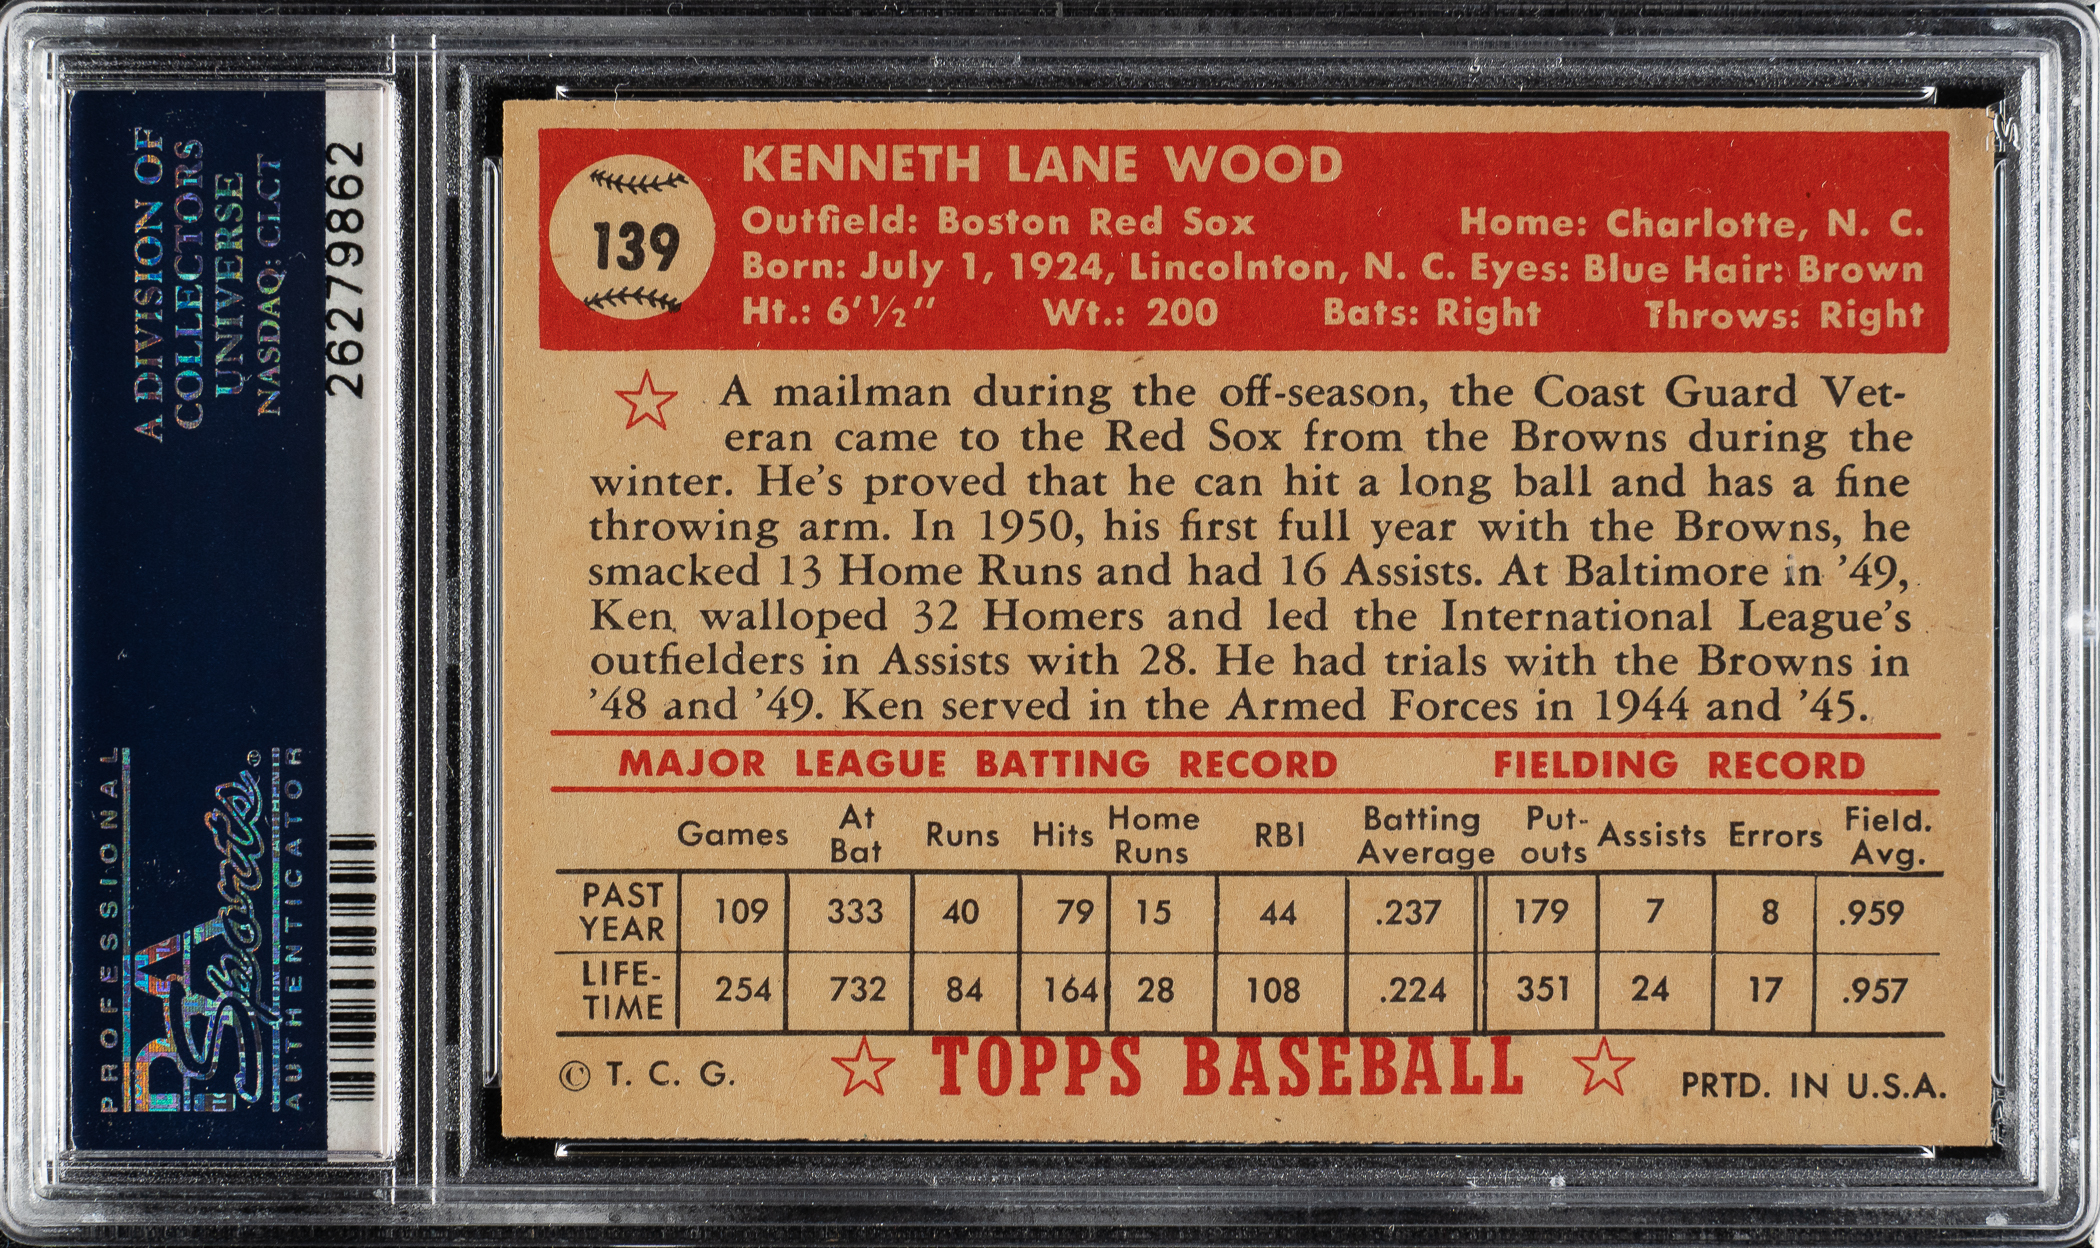 A DIVISION OF
COLLECTORS
UNIVERSE
NASDAQ: CLCT
26279862
PROFESSIONAL
PSA
Sports®
AUTHENTICATOR
139
KENNETH LANE WOOD
Outfield: Boston Red Sox Home: Charlotte, N. C.
Born: July 1, 1924, Lincolnton, N. C. Eyes: Blue Hair: Brown
Ht.: 6'½" Wt.: 200 Bats: Right Throws: Right
A mailman during the off-season, the Coast Guard Vet-
eran came to the Red Sox from the Browns during the
winter. He's proved that he can hit a long ball and has a fine
throwing arm. In 1950, his first full year with the Browns, he
smacked 13 Home Runs and had 16 Assists. At Baltimore in '49,
Ken walloped 32 Homers and led the International League's
outfielders in Assists with 28. He had trials with the Browns in
'48 and '49. Ken served in the Armed Forces in 1944 and '45.
MAJOR LEAGUE BATTING RECORD FIELDING RECORD
Games At Bat Runs Hits Home Runs RBI Batting Average Put-outs Assists Errors Field. Avg.
PAST YEAR 109 333 40 79 15 44 .237 179 7 8 .959
LIFE-TIME 254 732 84 164 28 108 .224 351 24 17 .957
© T. C. G. TOPPS BASEBALL PRTD. IN U.S.A.